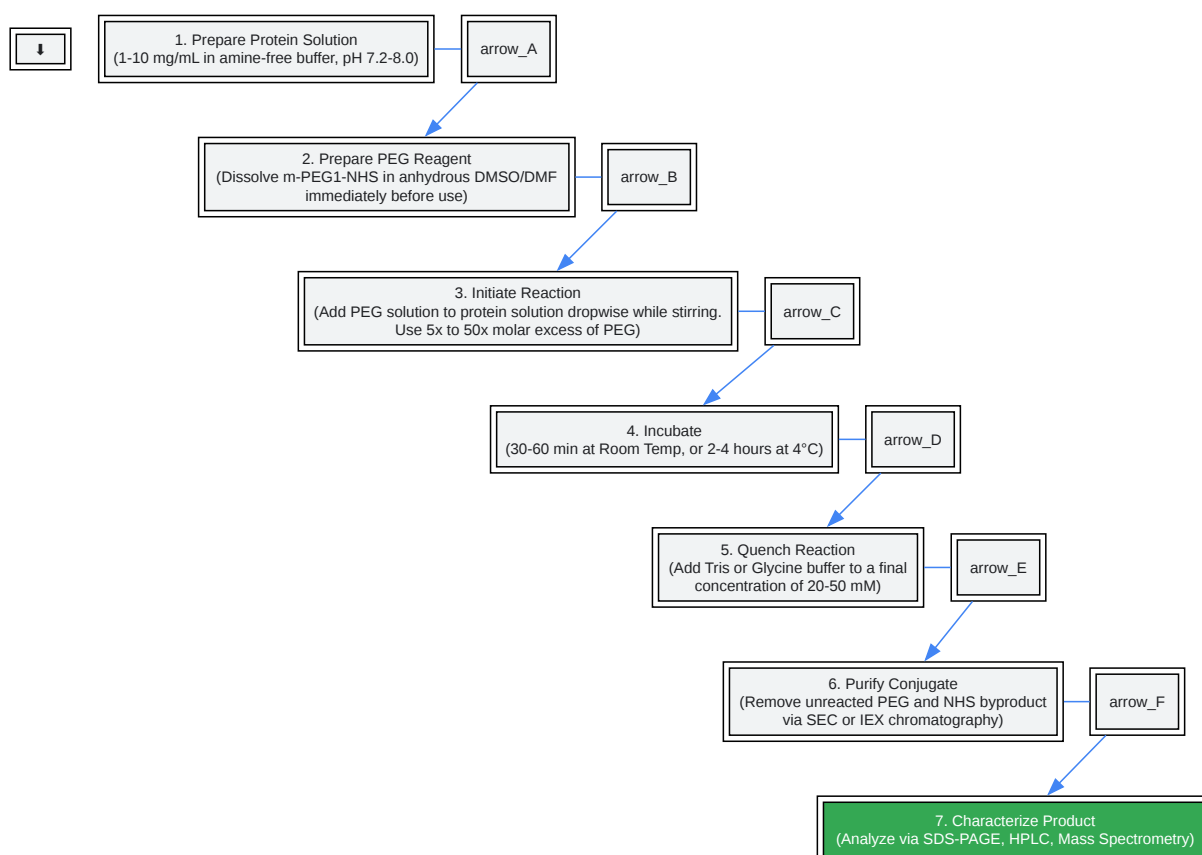 ⬇
1. Prepare Protein Solution
(1-10 mg/mL in amine-free buffer, pH 7.2-8.0)
arrow_A
2. Prepare PEG Reagent
(Dissolve m-PEG1-NHS in anhydrous DMSO/DMF
immediately before use)
arrow_B
3. Initiate Reaction
(Add PEG solution to protein solution dropwise while stirring.
Use 5x to 50x molar excess of PEG)
arrow_C
4. Incubate
(30-60 min at Room Temp, or 2-4 hours at 4°C)
arrow_D
5. Quench Reaction
(Add Tris or Glycine buffer to a final
concentration of 20-50 mM)
arrow_E
6. Purify Conjugate
(Remove unreacted PEG and NHS byproduct
via SEC or IEX chromatography)
arrow_F
7. Characterize Product
(Analyze via SDS-PAGE, HPLC, Mass Spectrometry)